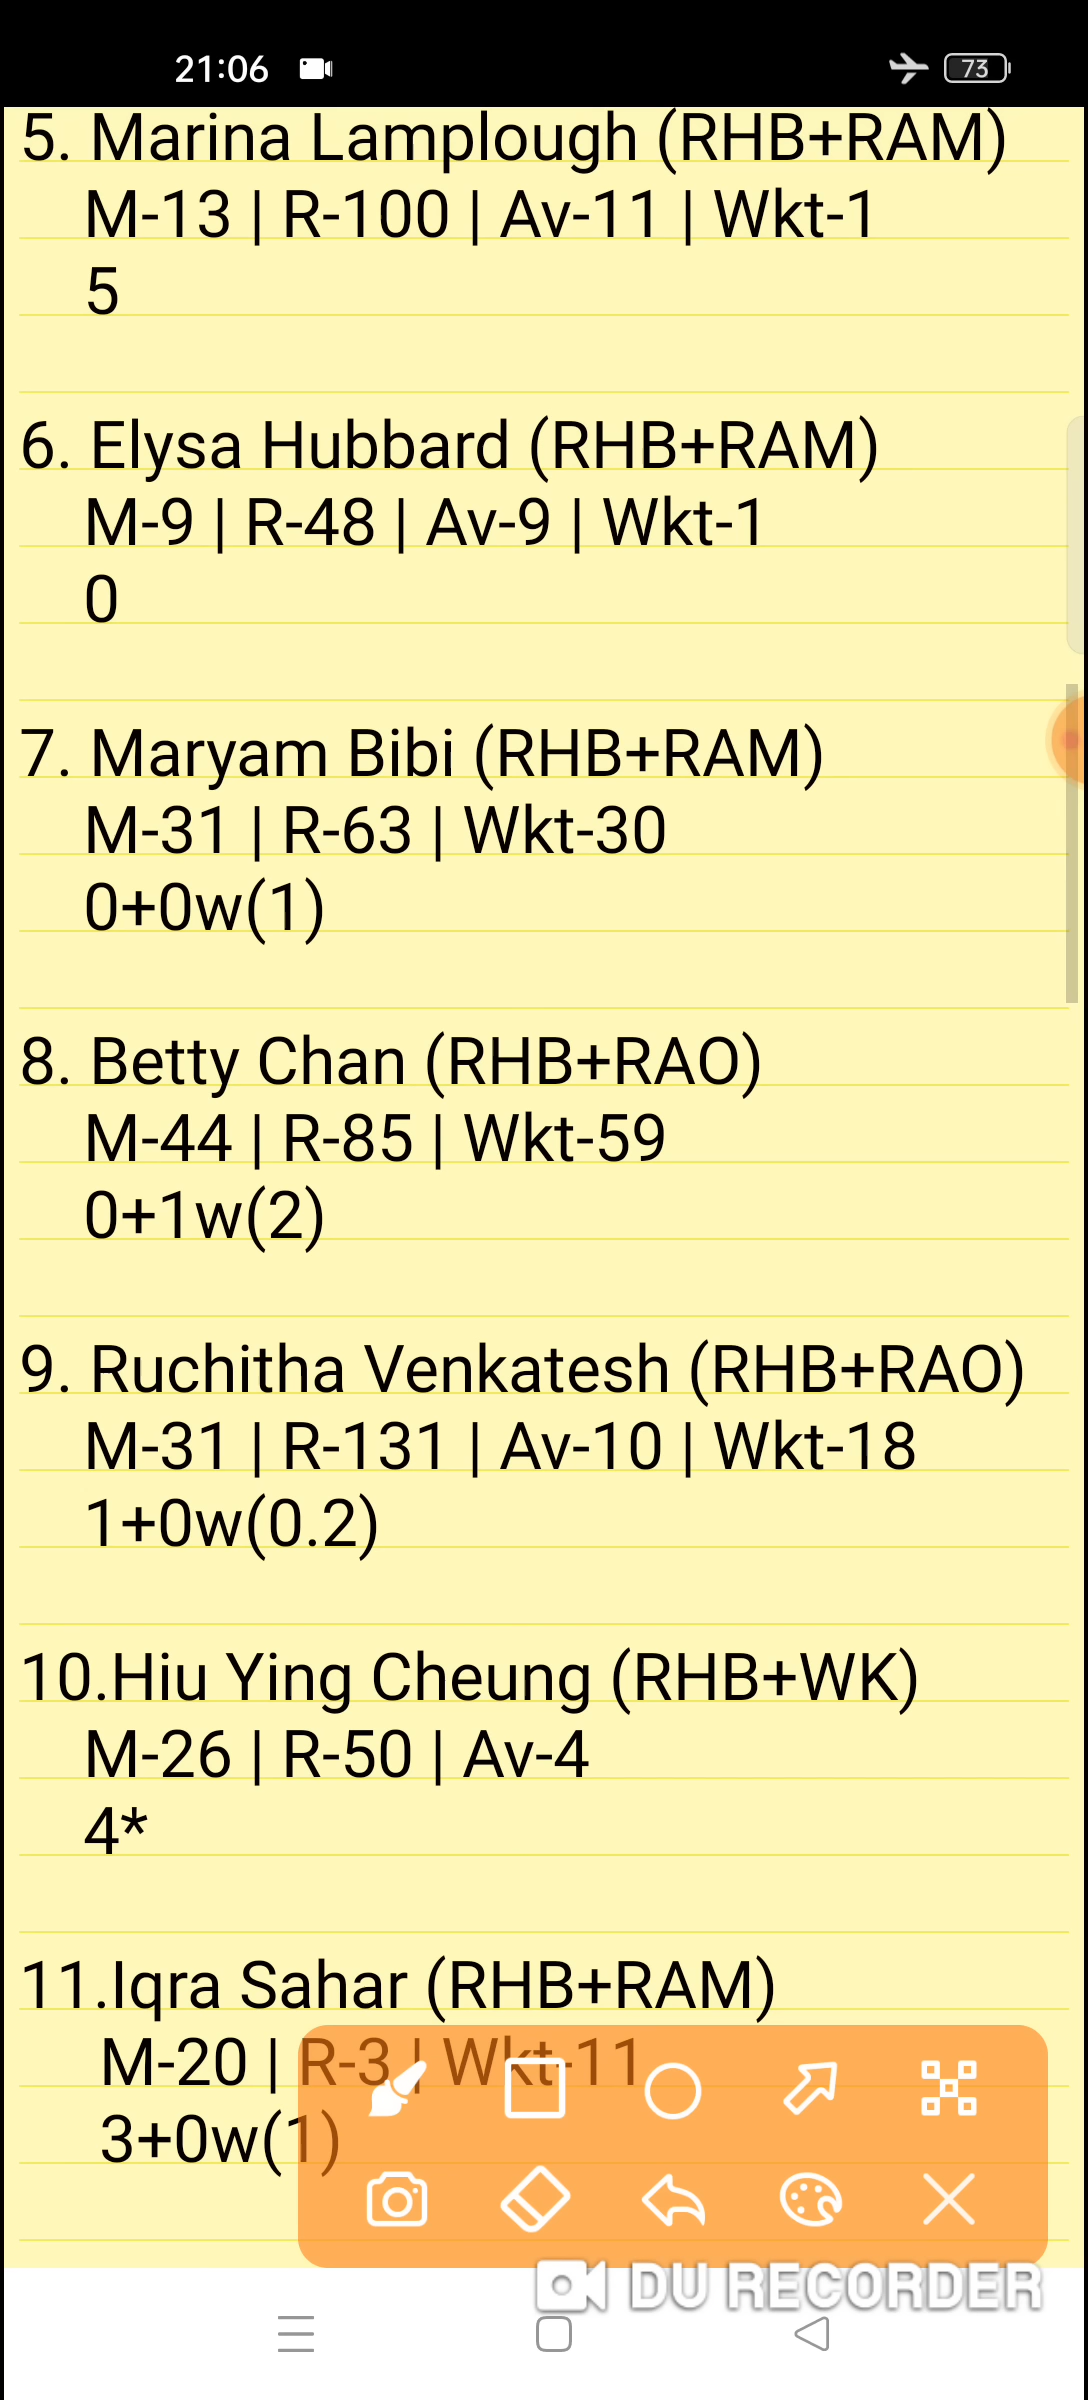 21:06
73
5. Marina Lamplough (RHB+RAM)
M-13 | R-100 | Av-11 | Wkt-1
5
6. Elysa Hubbard (RHB+RAM)
M-9 | R-48 | Av-9 | Wkt-1
0
7. Maryam Bibi (RHB+RAM)
M-31 | R-63 | Wkt-30
0+0w(1)
8. Betty Chan (RHB+RAO)
M-44 | R-85 | Wkt-59
0+1w(2)
9. Ruchitha Venkatesh (RHB+RAO)
M-31 | R-131 | Av-10 | Wkt-18
1+0w(0.2)
10.Hiu Ying Cheung (RHB+WK)
M-26 | R-50 | Av-4
4*
11.Iqra Sahar (RHB+RAM)
M-20 | R-3 | Wkt-11
3+0w(1)
DU RECORDER